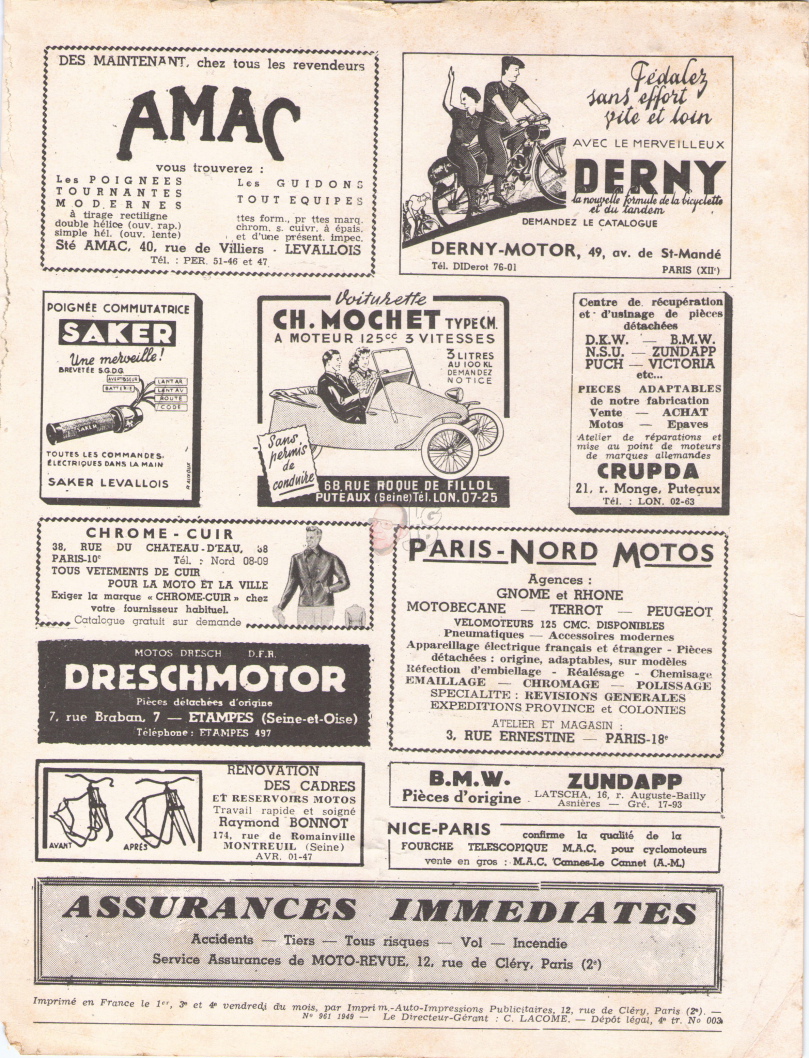 DES MAINTENANT, chez tous les revendeurs
AMAC
vous trouverez :
Les POIGNEES
TOURNANTES
MODERNES
à tirage rectiligne
double hélice (ouv. rap.)
simple hél. (ouv. lente)
Les GUIDONS
TOUT EQUIPES
ttes form., pr ttes marq.
chrom. s. cuivr. à épais.
et d'une présent. impec.
Sté AMAC, 40, rue de Villiers - LEVALLOIS
Tél. : PER. 51-46 et 47
Pédalez
sans effort
vite et loin
AVEC LE MERVEILLEUX
DERNY
la nouvelle formule de la bicyclette
et du tandem
DEMANDEZ LE CATALOGUE
DERNY-MOTOR, 49, av. de St-Mandé
Tél. DIDerot 76-01 PARIS (XIIe)
POIGNÉE COMMUTATRICE
SAKER
Une merveille!
BREVETÉE S.G.D.G.
AVERTISSEUR
BATTERIE
LANT AR
LANT AV
ROUTE
CODE
SAKER
TOUTES LES COMMANDES
ÉLECTRIQUES DANS LA MAIN
SAKER LEVALLOIS
Voiturette
CH. MOCHET TYPE CM.
A MOTEUR 125cc 3 VITESSES
3 LITRES
AU 100 KL
DEMANDEZ
NOTICE
Sans
permis
de
conduire
68, RUE ROQUE DE FILLOL
PUTEAUX (Seine) Tél. LON. 07-25
Centre de récupération
et d'usinage de pièces
détachées
D.K.W. — B.M.W.
N.S.U. — ZUNDAPP
PUCH — VICTORIA
etc...
PIECES ADAPTABLES
de notre fabrication
Vente — ACHAT
Motos — Epaves
Atelier de réparations et
mise au point de moteurs
de marques allemandes
CRUPDA
21, r. Monge, Puteaux
Tél. : LON. 02-63
CHROME - CUIR
38, RUE DU CHATEAU-D'EAU, 38
PARIS-10e Tél. : Nord 08-09
TOUS VETEMENTS DE CUIR
POUR LA MOTO ET LA VILLE
Exiger la marque « CHROME-CUIR » chez
votre fournisseur habituel.
Catalogue gratuit sur demande
PARIS-NORD MOTOS
Agences :
GNOME et RHONE
MOTOBECANE — TERROT — PEUGEOT
VELOMOTEURS 125 CMC. DISPONIBLES
Pneumatiques — Accessoires modernes
Appareillage électrique français et étranger - Pièces
détachées : origine, adaptables, sur modèles
Réfection d'embiellage - Réalésage - Chemisage
EMAILLAGE — CHROMAGE — POLISSAGE
SPECIALITE : REVISIONS GENERALES
EXPEDITIONS PROVINCE et COLONIES
ATELIER ET MAGASIN :
3, RUE ERNESTINE — PARIS-18e
MOTOS DRESCH D.F.R.
DRESCHMOTOR
Pièces détachées d'origine
7, rue Braban, 7 — ETAMPES (Seine-et-Oise)
Téléphone : ETAMPES 497
AVANT APRÈS
RENOVATION
DES CADRES
ET RESERVOIRS MOTOS
Travail rapide et soigné
Raymond BONNOT
174, rue de Romainville
MONTREUIL (Seine)
AVR. 01-47
B.M.W. ZUNDAPP
Pièces d'origine LATSCHA, 16, r. Auguste-Bailly
Asnières — Gré. 17-93
NICE-PARIS confirme la qualité de la
FOURCHE TELESCOPIQUE M.A.C. pour cyclomoteurs
vente en gros : M.A.C. Cannes-Le Cannet (A.-M.)
ASSURANCES IMMEDIATES
Accidents — Tiers — Tous risques — Vol — Incendie
Service Assurances de MOTO-REVUE, 12, rue de Cléry, Paris (2e)
Imprimé en France le 1er, 3e et 4e vendredi du mois, par Imprim.-Auto-Impressions Publicitaires, 12, rue de Cléry, Paris (2e). —
No 961 1949 — Le Directeur-Gérant : C. LACOME. — Dépôt légal, 4e tr. No 003